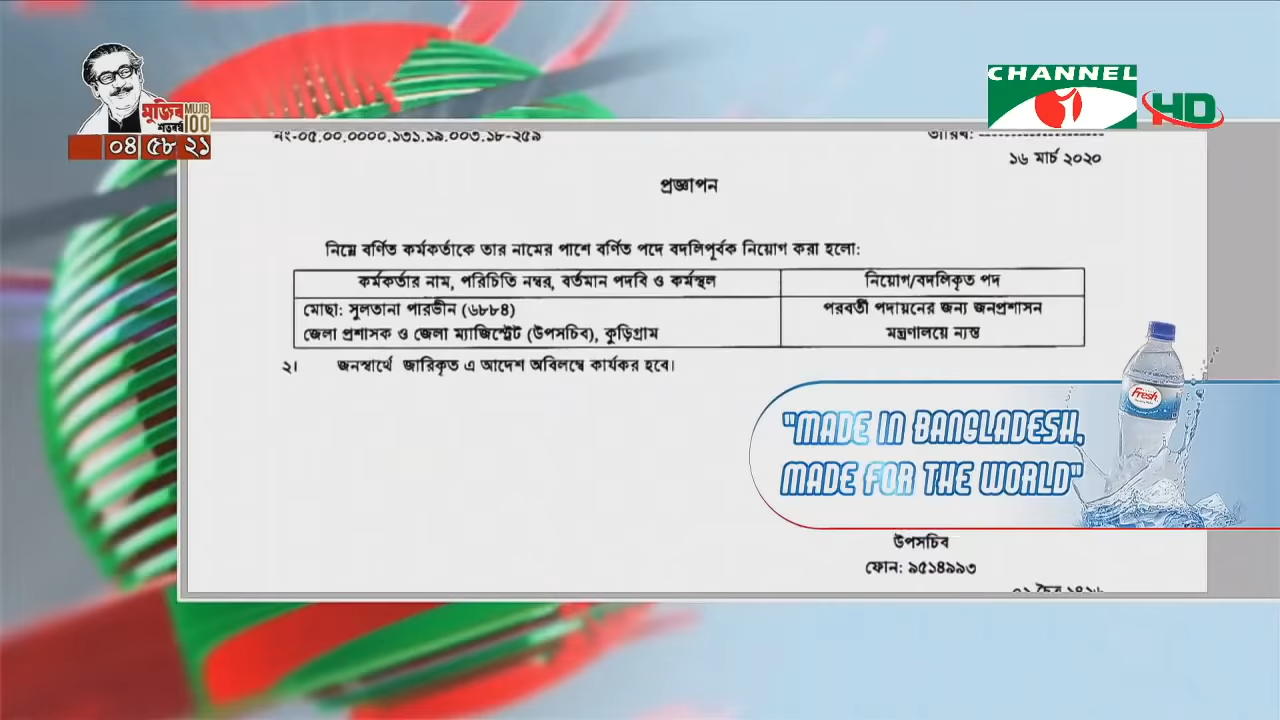 মুজিব MUJIB
শতবর্ষ 100
০৪ ৫৮ ২১
CHANNEL
i HD
নং-০৫.০০.০০০০.১৩১.১৯.০০৩.১৮-২৫৯
তারিখ: --------------------
১৬ মার্চ ২০২০
প্রজ্ঞাপন
নিম্নে বর্ণিত কর্মকর্তাকে তার নামের পাশে বর্ণিত পদে বদলিপূর্বক নিয়োগ করা হলো:
কর্মকর্তার নাম, পরিচিতি নম্বর, বর্তমান পদবি ও কর্মস্থল
নিয়োগ/বদলিকৃত পদ
মোছা: সুলতানা পারভীন (৬৮৮৪)
জেলা প্রশাসক ও জেলা ম্যাজিস্ট্রেট (উপসচিব), কুড়িগ্রাম
পরবর্তী পদায়নের জন্য জনপ্রশাসন
মন্ত্রণালয়ে ন্যস্ত
২। জনস্বার্থে জারিকৃত এ আদেশ অবিলম্বে কার্যকর হবে।
Fresh
"MADE IN BANGLADESH,
MADE FOR THE WORLD"
উপসচিব
ফোন: ৯৫১৪৯৯৩